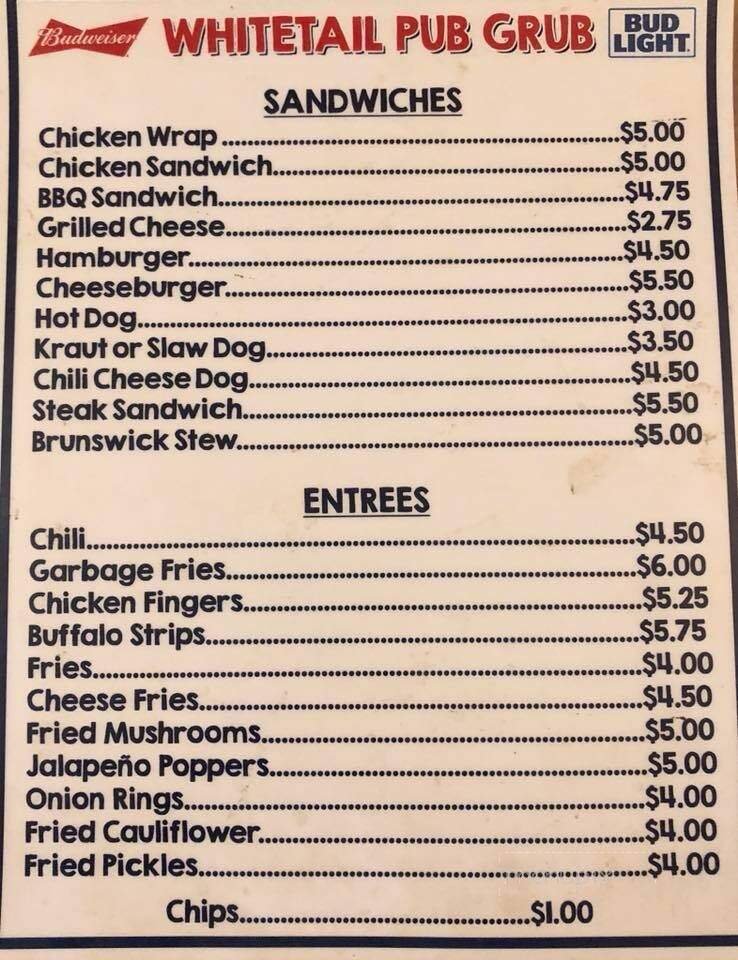 Budweiser WHITETAIL PUB GRUB BUD LIGHT
SANDWICHES
Chicken Wrap..........$5.00
Chicken Sandwich..........$5.00
BBQ Sandwich..........$4.75
Grilled Cheese..........$2.75
Hamburger..........$4.50
Cheeseburger..........$5.50
Hot Dog..........$3.00
Kraut or Slaw Dog..........$3.50
Chili Cheese Dog..........$4.50
Steak Sandwich..........$5.50
Brunswick Stew..........$5.00
ENTREES
Chili..........$4.50
Garbage Fries..........$6.00
Chicken Fingers..........$5.25
Buffalo Strips..........$5.75
Fries..........$4.00
Cheese Fries..........$4.50
Fried Mushrooms..........$5.00
Jalapeño Poppers..........$5.00
Onion Rings..........$4.00
Fried Cauliflower..........$4.00
Fried Pickles..........$4.00
Chips..........$1.00